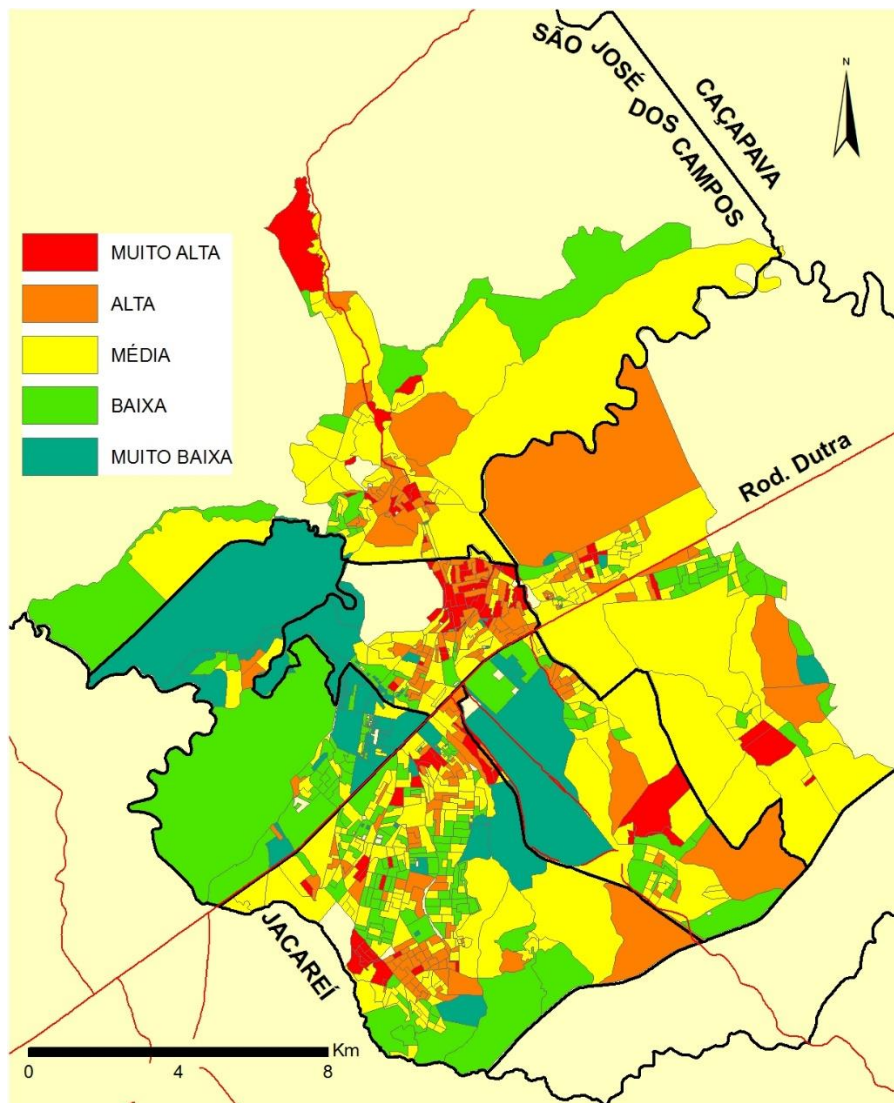 SÃO JOSÉ DOS CAMPOS
CAÇAPAVA
N
MUITO ALTA
ALTA
MÉDIA
BAIXA
MUITO BAIXA
Rod. Dutra
JACAREÍ
Km
0 4 8